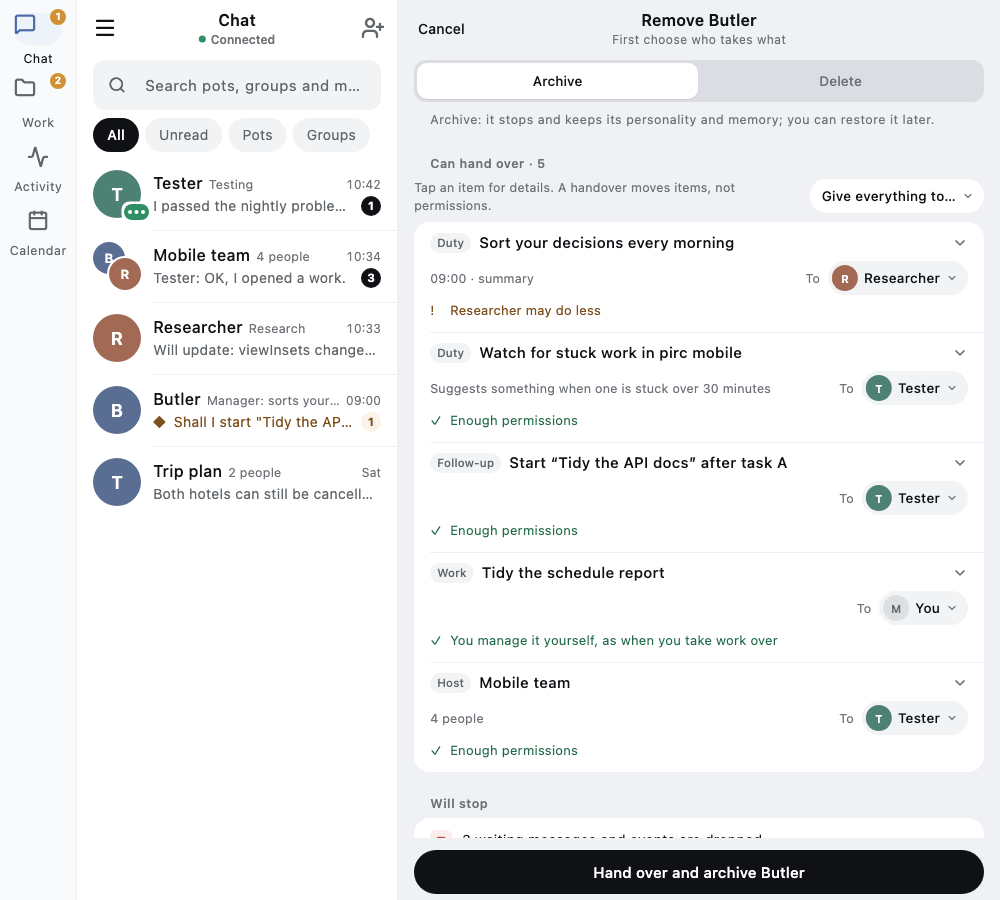 1
Chat
2
Work
Activity
Calendar
Chat
Connected
Search pots, groups and m...
All
Unread
Pots
Groups
T
Tester Testing 10:42
I passed the nightly proble... 1
B
R
Mobile team 4 people 10:34
Tester: OK, I opened a work. 3
R
Researcher Research 10:33
Will update: viewInsets change...
B
Butler Manager: sorts your... 09:00
Shall I start "Tidy the AP... 1
T
Trip plan 2 people Sat
Both hotels can still be cancell...
Cancel
Remove Butler
First choose who takes what
Archive
Delete
Archive: it stops and keeps its personality and memory; you can restore it later.
Can hand over · 5
Tap an item for details. A handover moves items, not
permissions.
Give everything to...
Duty Sort your decisions every morning
09:00 · summary To R Researcher
! Researcher may do less
Duty Watch for stuck work in pirc mobile
Suggests something when one is stuck over 30 minutes To T Tester
✓ Enough permissions
Follow-up Start “Tidy the API docs” after task A
To T Tester
✓ Enough permissions
Work Tidy the schedule report
To M You
✓ You manage it yourself, as when you take work over
Host Mobile team
4 people To T Tester
✓ Enough permissions
Will stop
Hand over and archive Butler